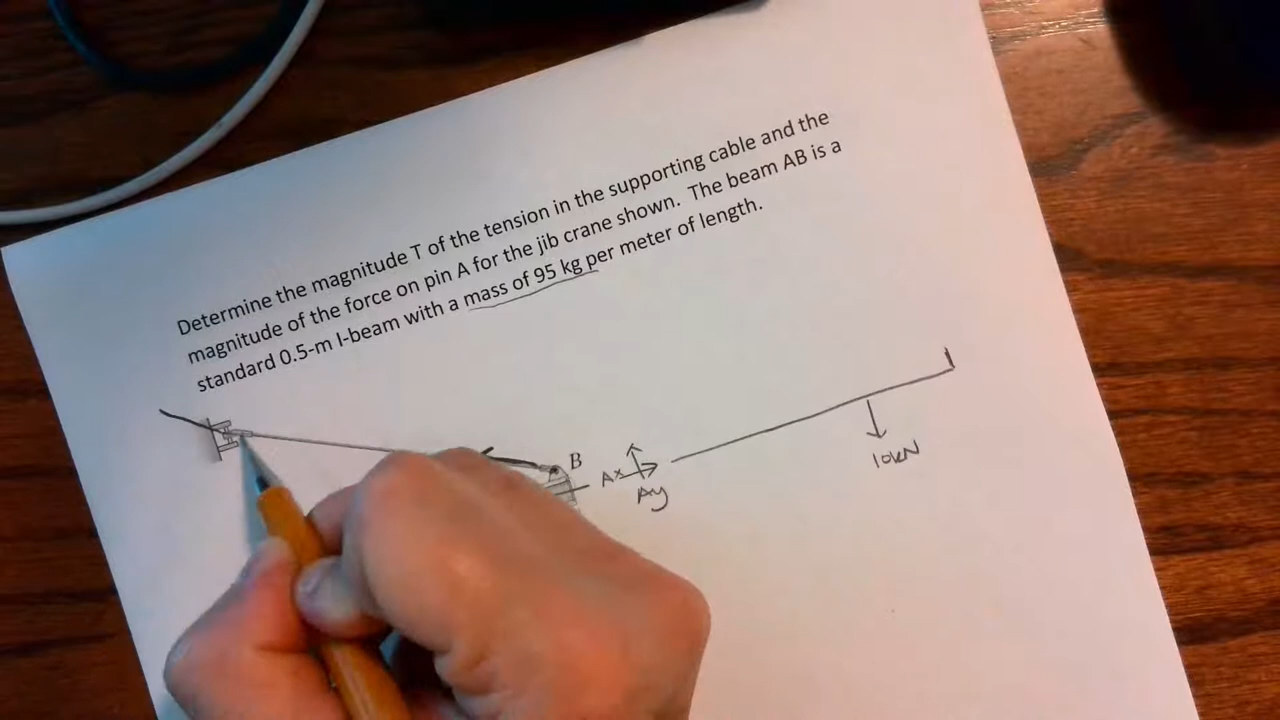 Determine the magnitude T of the tension in the supporting cable and the
magnitude of the force on pin A for the jib crane shown. The beam AB is a
standard 0.5-m I-beam with a mass of 95 kg per meter of length.
B
Ax
Ay
10kN